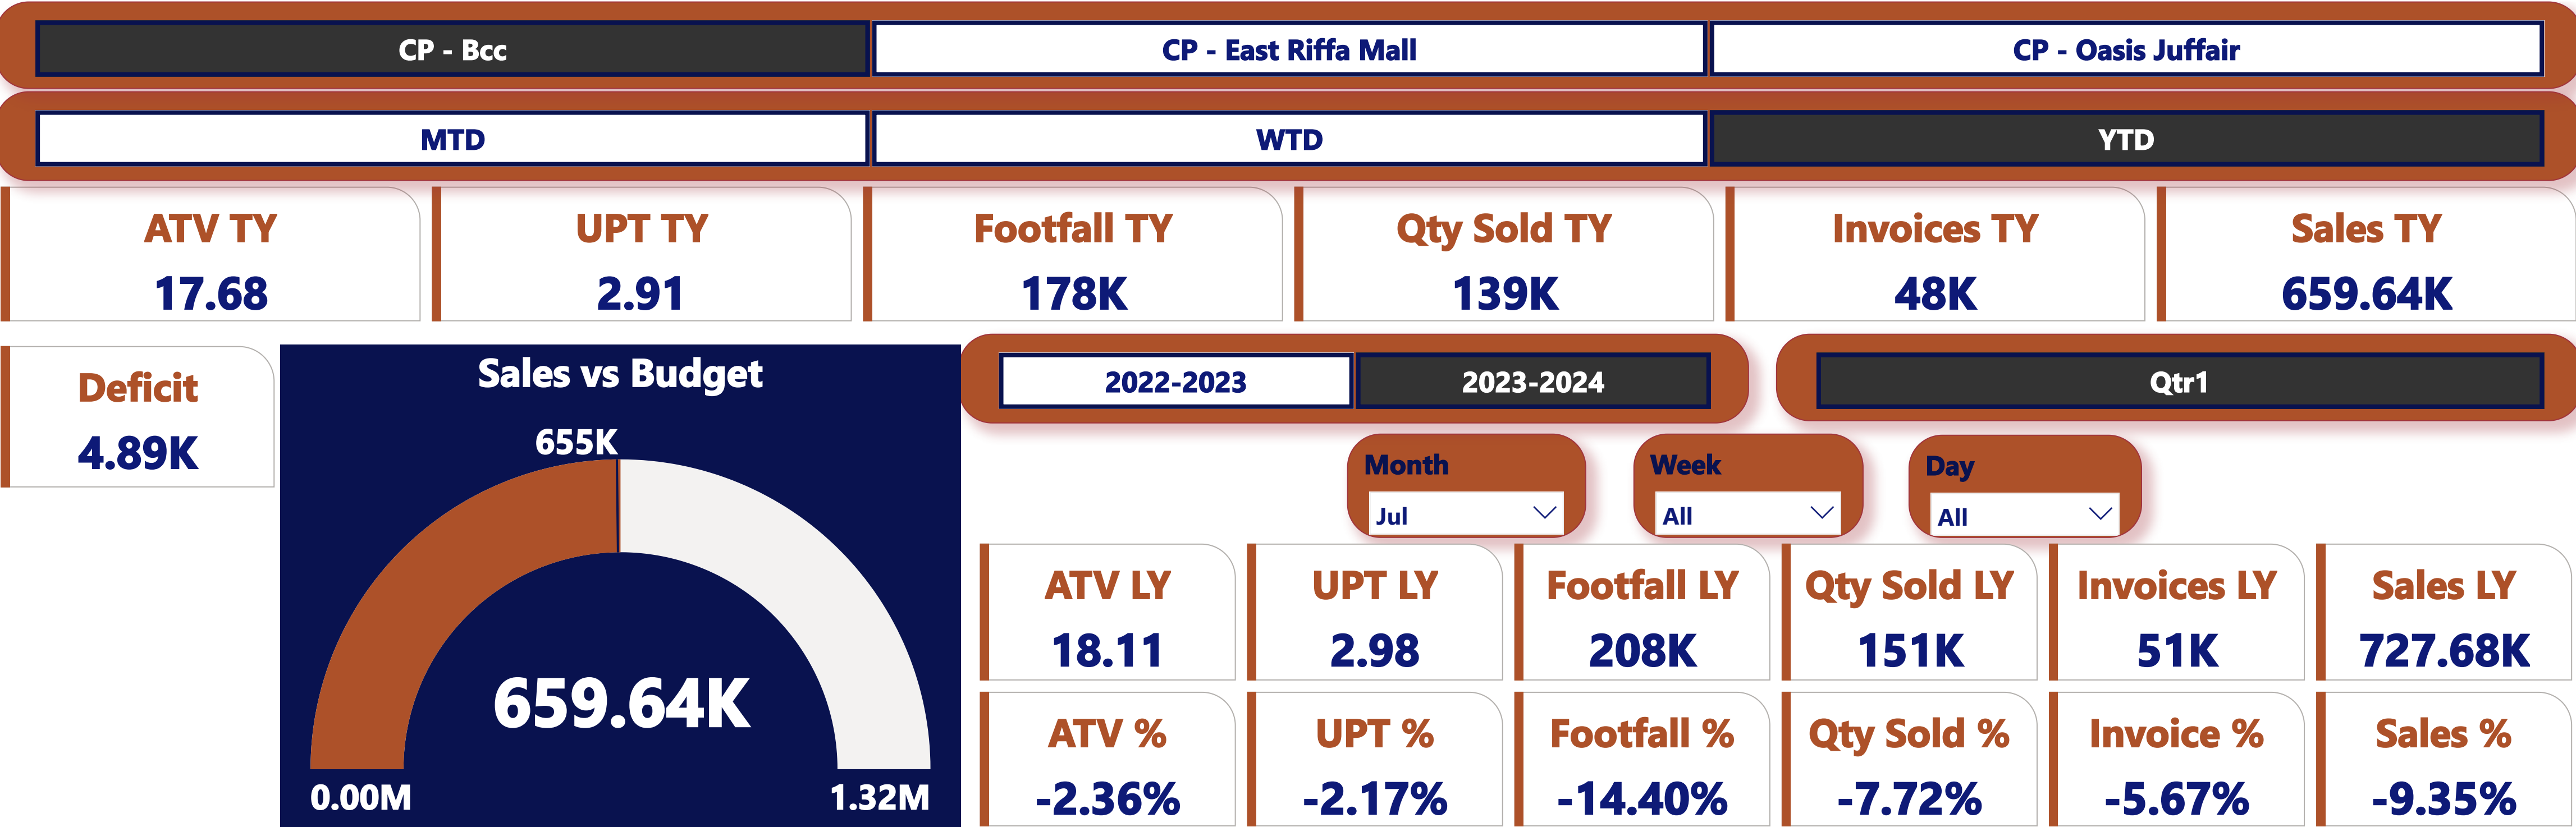 CP - Bcc
CP - East Riffa Mall
CP - Oasis Juffair
MTD
WTD
YTD
ATV TY
17.68
UPT TY
2.91
Footfall TY
178K
Qty Sold TY
139K
Invoices TY
48K
Sales TY
659.64K
Deficit
4.89K
Sales vs Budget
655K
659.64K
0.00M
1.32M
2022-2023
2023-2024
Qtr1
Month
Jul
Week
All
Day
All
ATV LY
18.11
UPT LY
2.98
Footfall LY
208K
Qty Sold LY
151K
Invoices LY
51K
Sales LY
727.68K
ATV %
-2.36%
UPT %
-2.17%
Footfall %
-14.40%
Qty Sold %
-7.72%
Invoice %
-5.67%
Sales %
-9.35%